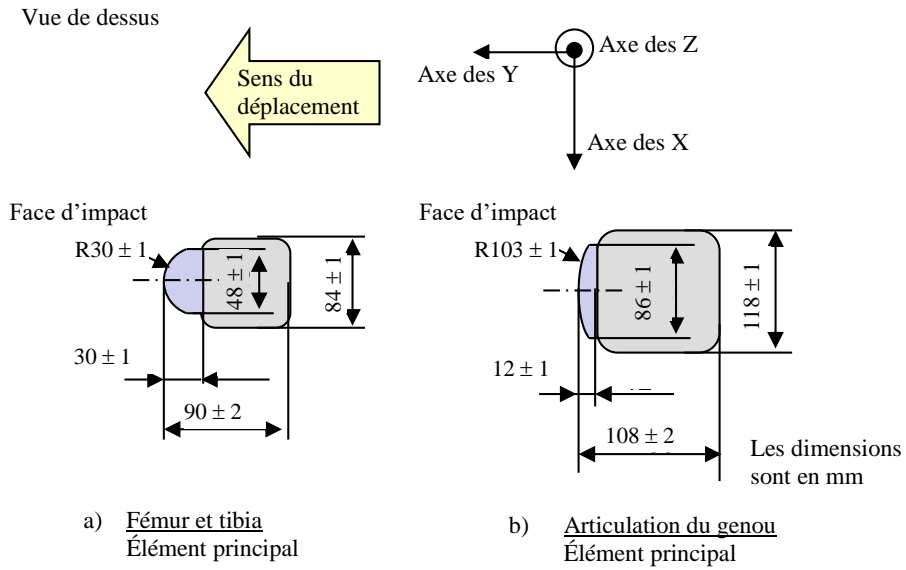 Vue de dessus
Sens du
déplacement
Axe des Z
Axe des Y
Axe des X
Face d’impact
R30 ± 1
48 ± 1
84 ± 1
30 ± 1
90 ± 2
Face d’impact
R103 ± 1
86 ± 1
118 ± 1
12 ± 1
108 ± 2
Les dimensions
sont en mm
a) Fémur et tibia
Élément principal
b) Articulation du genou
Élément principal